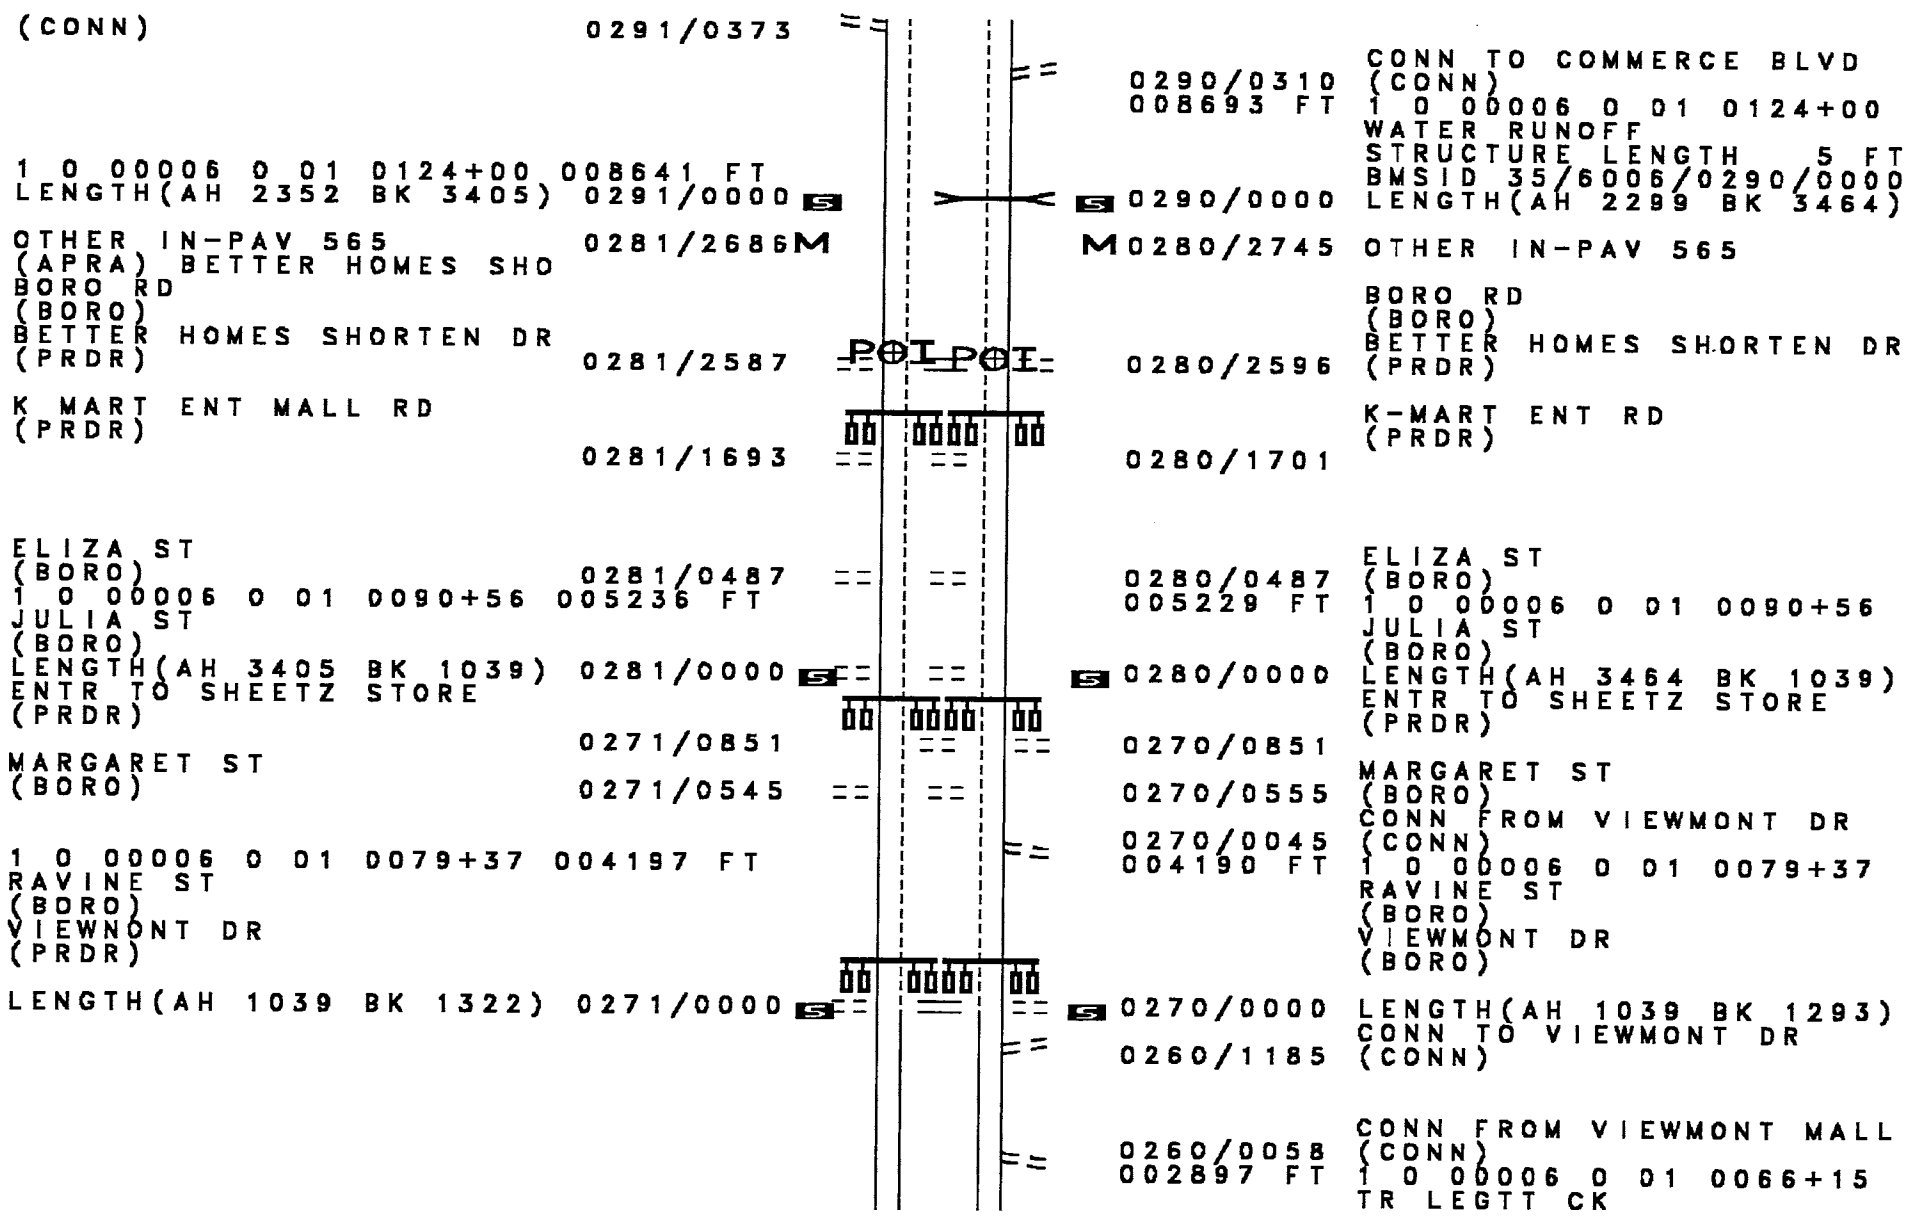 (CONN) 0291/0373
CONN TO COMMERCE BLVD
0290/0310 (CONN)
008693 FT 1 0 00006 0 01 0124+00
WATER RUNOFF
STRUCTURE LENGTH 5 FT
1 0 00006 0 01 0124+00 008641 FT
BMSID 35/6006/0290/0000
LENGTH(AH 2352 BK 3405) 0291/0000 S
S 0290/0000 LENGTH(AH 2299 BK 3464)
OTHER IN-PAV 565 0281/2686 M
M 0280/2745 OTHER IN-PAV 565
(APRA) BETTER HOMES SHO
BORO RD
(BORO)
BETTER HOMES SHORTEN DR
(PRDR) 0281/2587
POI POI
BORO RD
(BORO)
BETTER HOMES SHORTEN DR
0280/2596 (PRDR)
K MART ENT MALL RD
(PRDR)
0281/1693
K-MART ENT RD
(PRDR)
0280/1701
ELIZA ST
(BORO) 0281/0487
1 0 00006 0 01 0090+56 005236 FT
JULIA ST
(BORO)
LENGTH(AH 3405 BK 1039) 0281/0000 S
ENTR TO SHEETZ STORE
(PRDR)
0271/0851
ELIZA ST
0280/0487 (BORO)
005229 FT 1 0 00006 0 01 0090+56
JULIA ST
(BORO)
S 0280/0000 LENGTH(AH 3464 BK 1039)
ENTR TO SHEETZ STORE
(PRDR)
0270/0851
MARGARET ST
(BORO) 0271/0545
MARGARET ST
0270/0555 (BORO)
CONN FROM VIEWMONT DR
0270/0045 (CONN)
004190 FT 1 0 00006 0 01 0079+37
RAVINE ST
(BORO)
VIEWMONT DR
(BORO)
1 0 00006 0 01 0079+37 004197 FT
RAVINE ST
(BORO)
VIEWNONT DR
(PRDR)
LENGTH(AH 1039 BK 1322) 0271/0000 S
S 0270/0000 LENGTH(AH 1039 BK 1293)
CONN TO VIEWMONT DR
0260/1185 (CONN)
CONN FROM VIEWMONT MALL
0260/0058 (CONN)
002897 FT 1 0 00006 0 01 0066+15
TR LEGTT CK